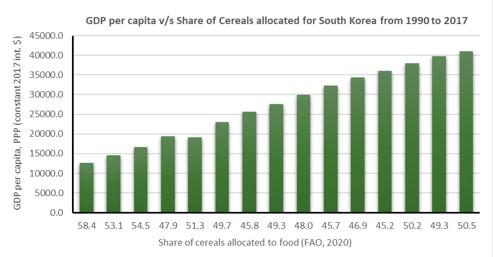 GDP per capita v/s Share of Cereals allocated for South Korea from 1990 to 2017
GDP per capita, PPP (constant 2017 int. $)
45000.0
40000.0
35000.0
30000.0
25000.0
20000.0
15000.0
10000.0
5000.0
0.0
58.4 53.1 54.5 47.9 51.3 49.7 45.8 49.3 48.0 45.7 46.9 45.2 50.2 49.3 50.5
Share of cereals allocated to food (FAO, 2020)